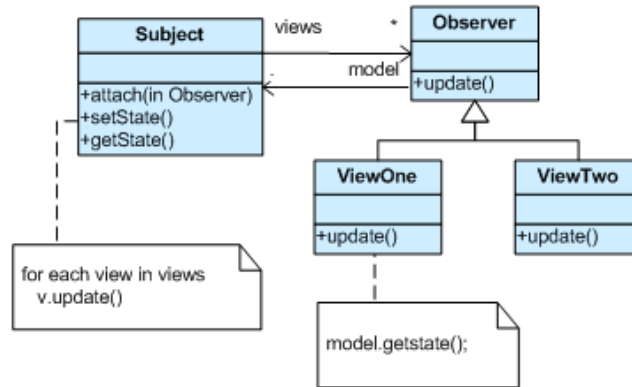 Subject
+attach(in Observer)
+setState()
+getState()
views
*
model
Observer
+update()
ViewOne
+update()
ViewTwo
+update()
for each view in views
v.update()
model.getstate();